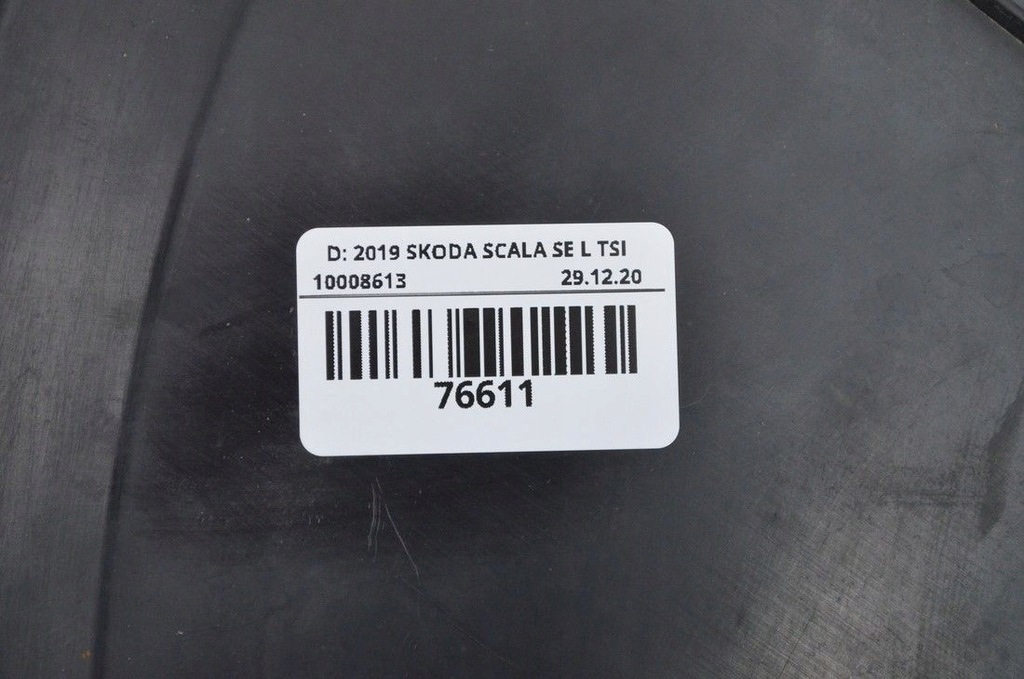 D: 2019 SKODA SCALA SE L TSI
10008613 29.12.20
76611